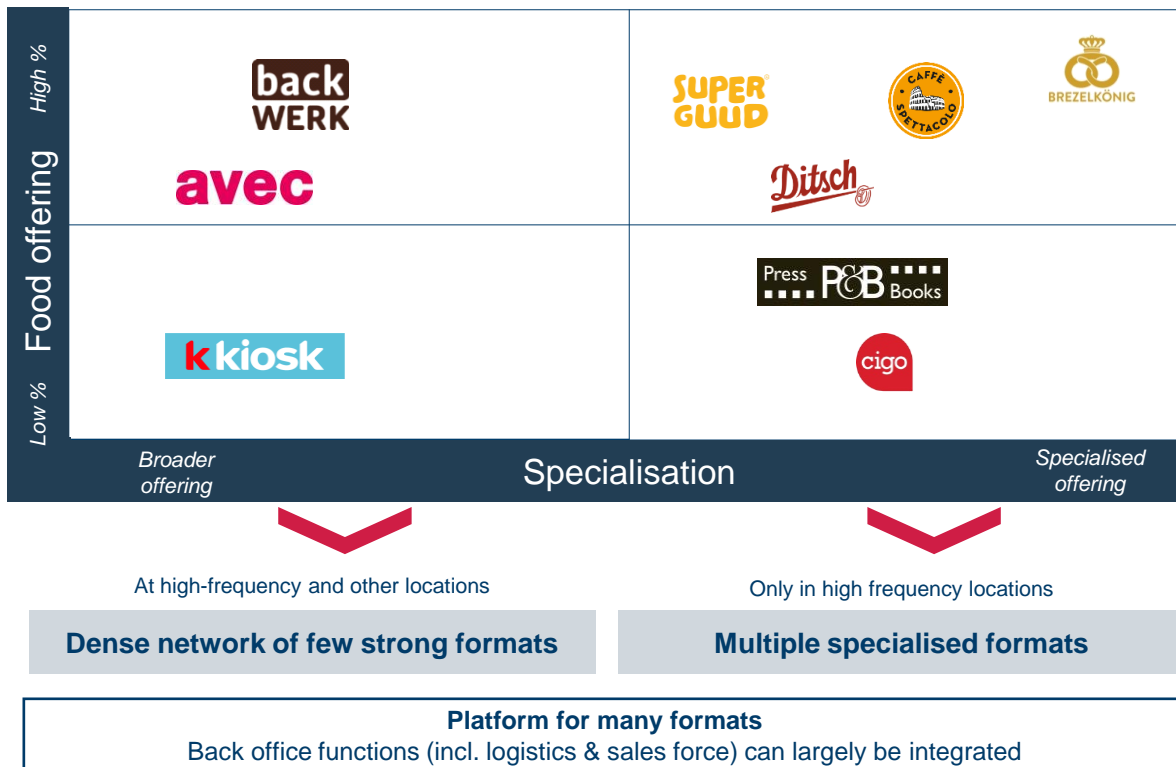 High %
Food offering
Low %
back
WERK
avec
SUPER
GUUD
CAFFÈ
SPETTACOLO
BREZELKÖNIG
Ditsch
k kiosk
Press P&B Books
cigo
Broader
offering
Specialisation
Specialised
offering
At high-frequency and other locations
Only in high frequency locations
Dense network of few strong formats
Multiple specialised formats
Platform for many formats
Back office functions (incl. logistics & sales force) can largely be integrated